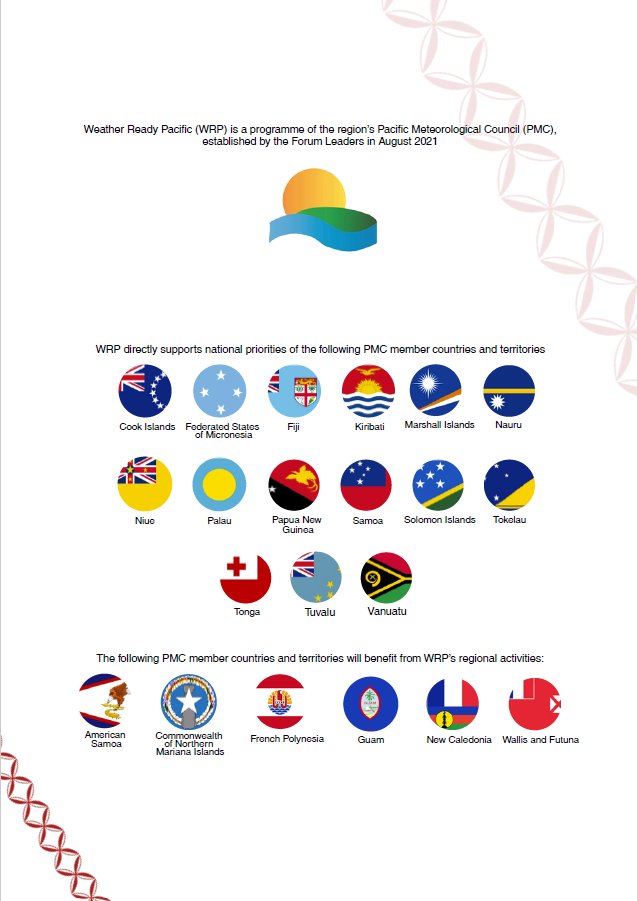 Weather Ready Pacific (WRP) is a programme of the region's Pacific Meteorological Council (PMC),
established by the Forum Leaders in August 2021
WRP directly supports national priorities of the following PMC member countries and territories
Cook Islands
Federated States
of Micronesia
Fiji
Kiribati
Marshall Islands
Nauru
Niue
Palau
Papua New
Guinea
Samoa
Solomon Islands
Tokelau
Tonga
Tuvalu
Vanuatu
The following PMC member countries and territories will benefit from WRP's regional activities:
American
Samoa
Commonwealth
of Northern
Mariana Islands
French Polynesia
Guam
New Caledonia
Wallis and Futuna